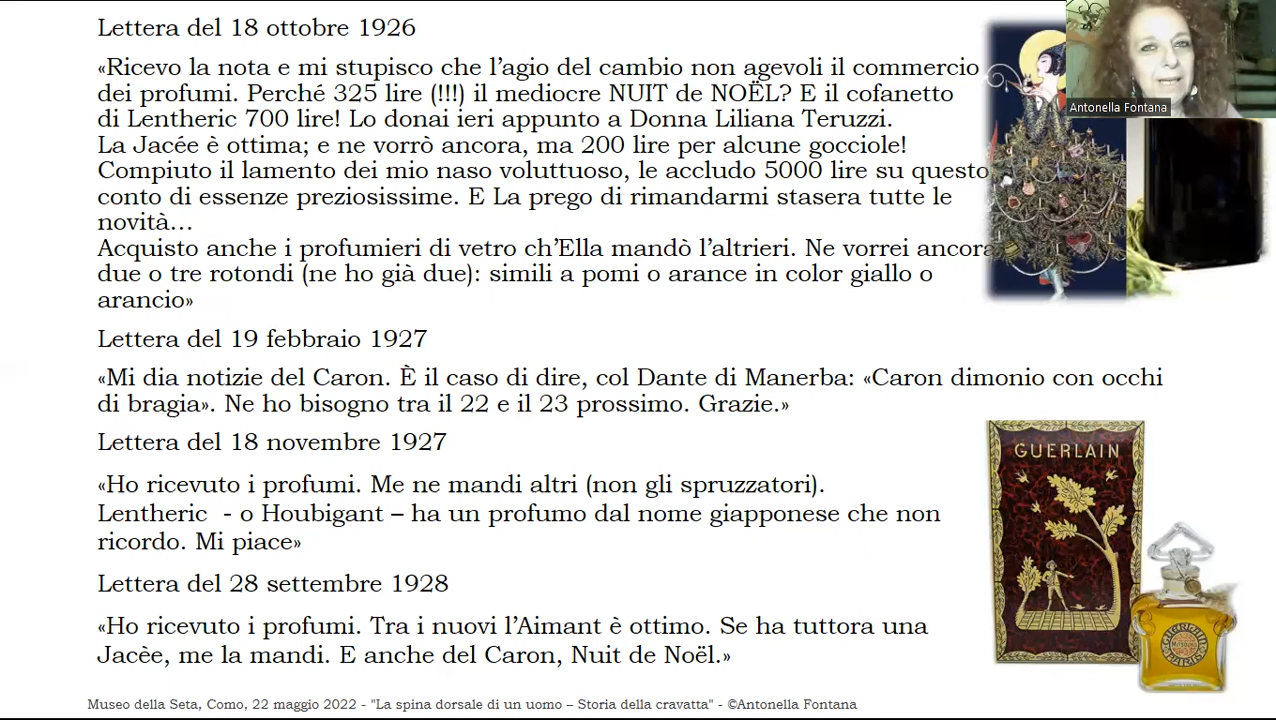 Lettera del 18 ottobre 1926
«Ricevo la nota e mi stupisco che l’agio del cambio non agevoli il commercio
dei profumi. Perché 325 lire (!!!) il mediocre NUIT de NOËL? E il cofanetto
di Lentheric 700 lire! Lo donai ieri appunto a Donna Liliana Teruzzi.
La Jacée è ottima; e ne vorrò ancora, ma 200 lire per alcune gocciole!
Compiuto il lamento dei mio naso voluttuoso, le accludo 5000 lire su questo
conto di essenze preziosissime. E La prego di rimandarmi stasera tutte le
novità…
Acquisto anche i profumieri di vetro ch’Ella mandò l’altrieri. Ne vorrei ancora
due o tre rotondi (ne ho già due): simili a pomi o arance in color giallo o
arancio»
Antonella Fontana
Lettera del 19 febbraio 1927
«Mi dia notizie del Caron. È il caso di dire, col Dante di Manerba: «Caron dimonio con occhi
di bragia». Ne ho bisogno tra il 22 e il 23 prossimo. Grazie.»
Lettera del 18 novembre 1927
«Ho ricevuto i profumi. Me ne mandi altri (non gli spruzzatori).
Lentheric - o Houbigant – ha un profumo dal nome giapponese che non
ricordo. Mi piace»
Lettera del 28 settembre 1928
«Ho ricevuto i profumi. Tra i nuovi l’Aimant è ottimo. Se ha tuttora una
Jacèe, me la mandi. E anche del Caron, Nuit de Noël.»
GUERLAIN
GUERLAIN
MITSOUKO
PARIS
Museo della Seta, Como, 22 maggio 2022 - "La spina dorsale di un uomo – Storia della cravatta" - ©Antonella Fontana